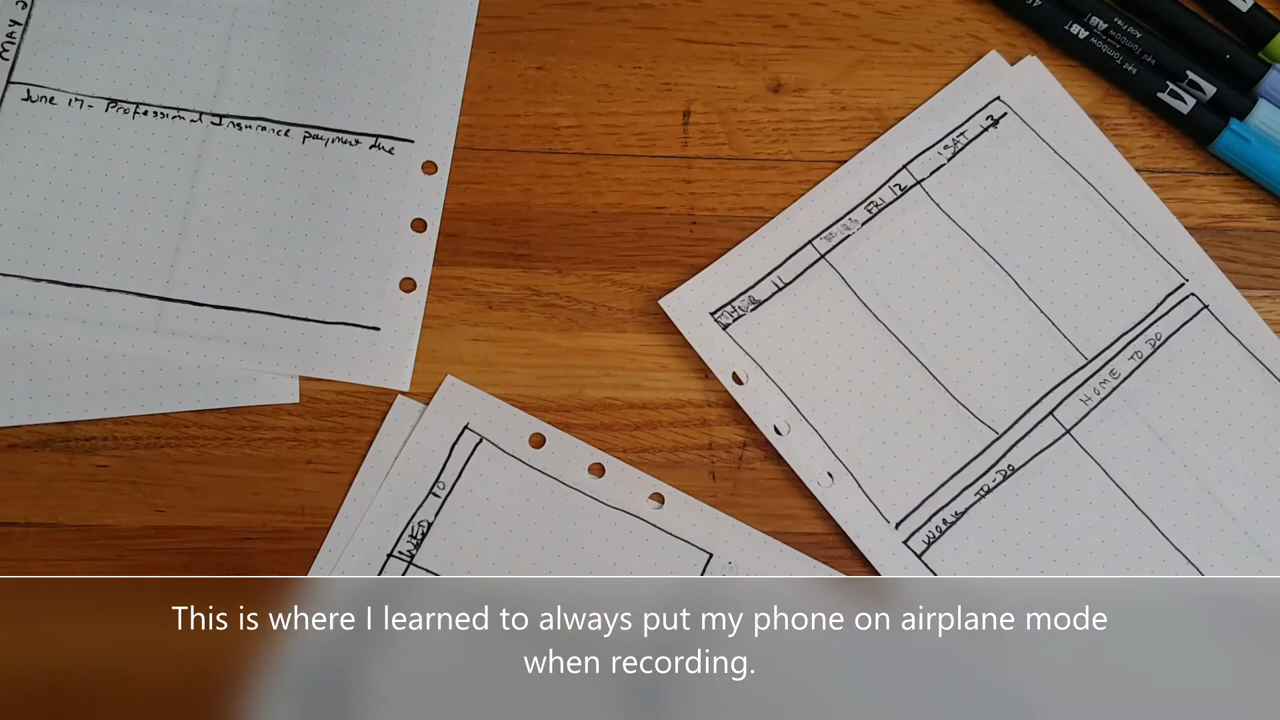 MAY
June 17- Professional Insurance payment due
THUR 11
FRI 12
SAT 13
HOME TO DO
WORK TO-DO
WED 10
Tombow ABT
Tombow ABT
This is where I learned to always put my phone on airplane mode
when recording.